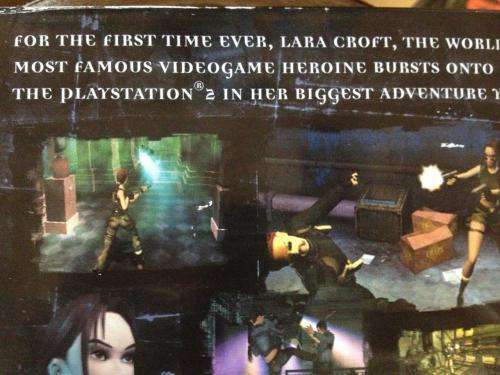 FOR THE FIRST TIME EVER, LARA CROFT, THE WORL
MOST FAMOUS VIDEOGAME HEROINE BURSTS ONTO
THE PLAYSTATION®2 IN HER BIGGEST ADVENTURE Y